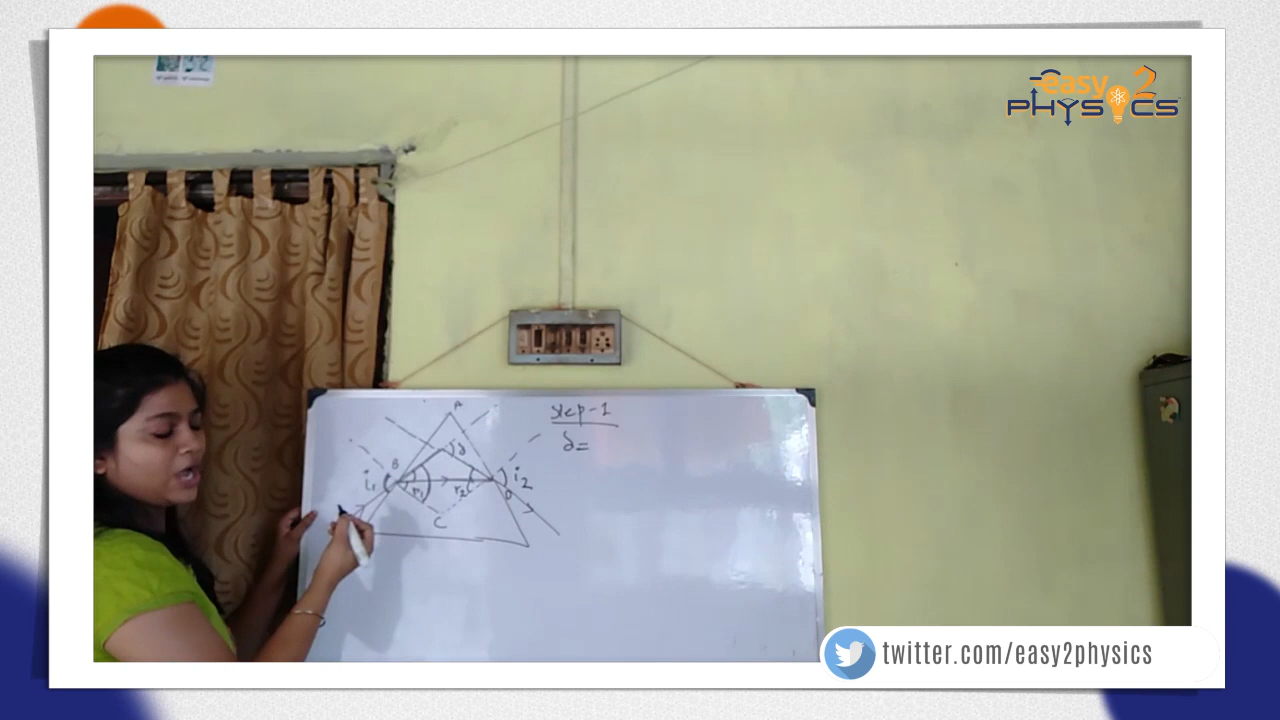 easy 2
PHYSICS
A
Step-1
δ
δ=
B
i₁
r₁
r₂
i₂
D
C
twitter.com/easy2physics